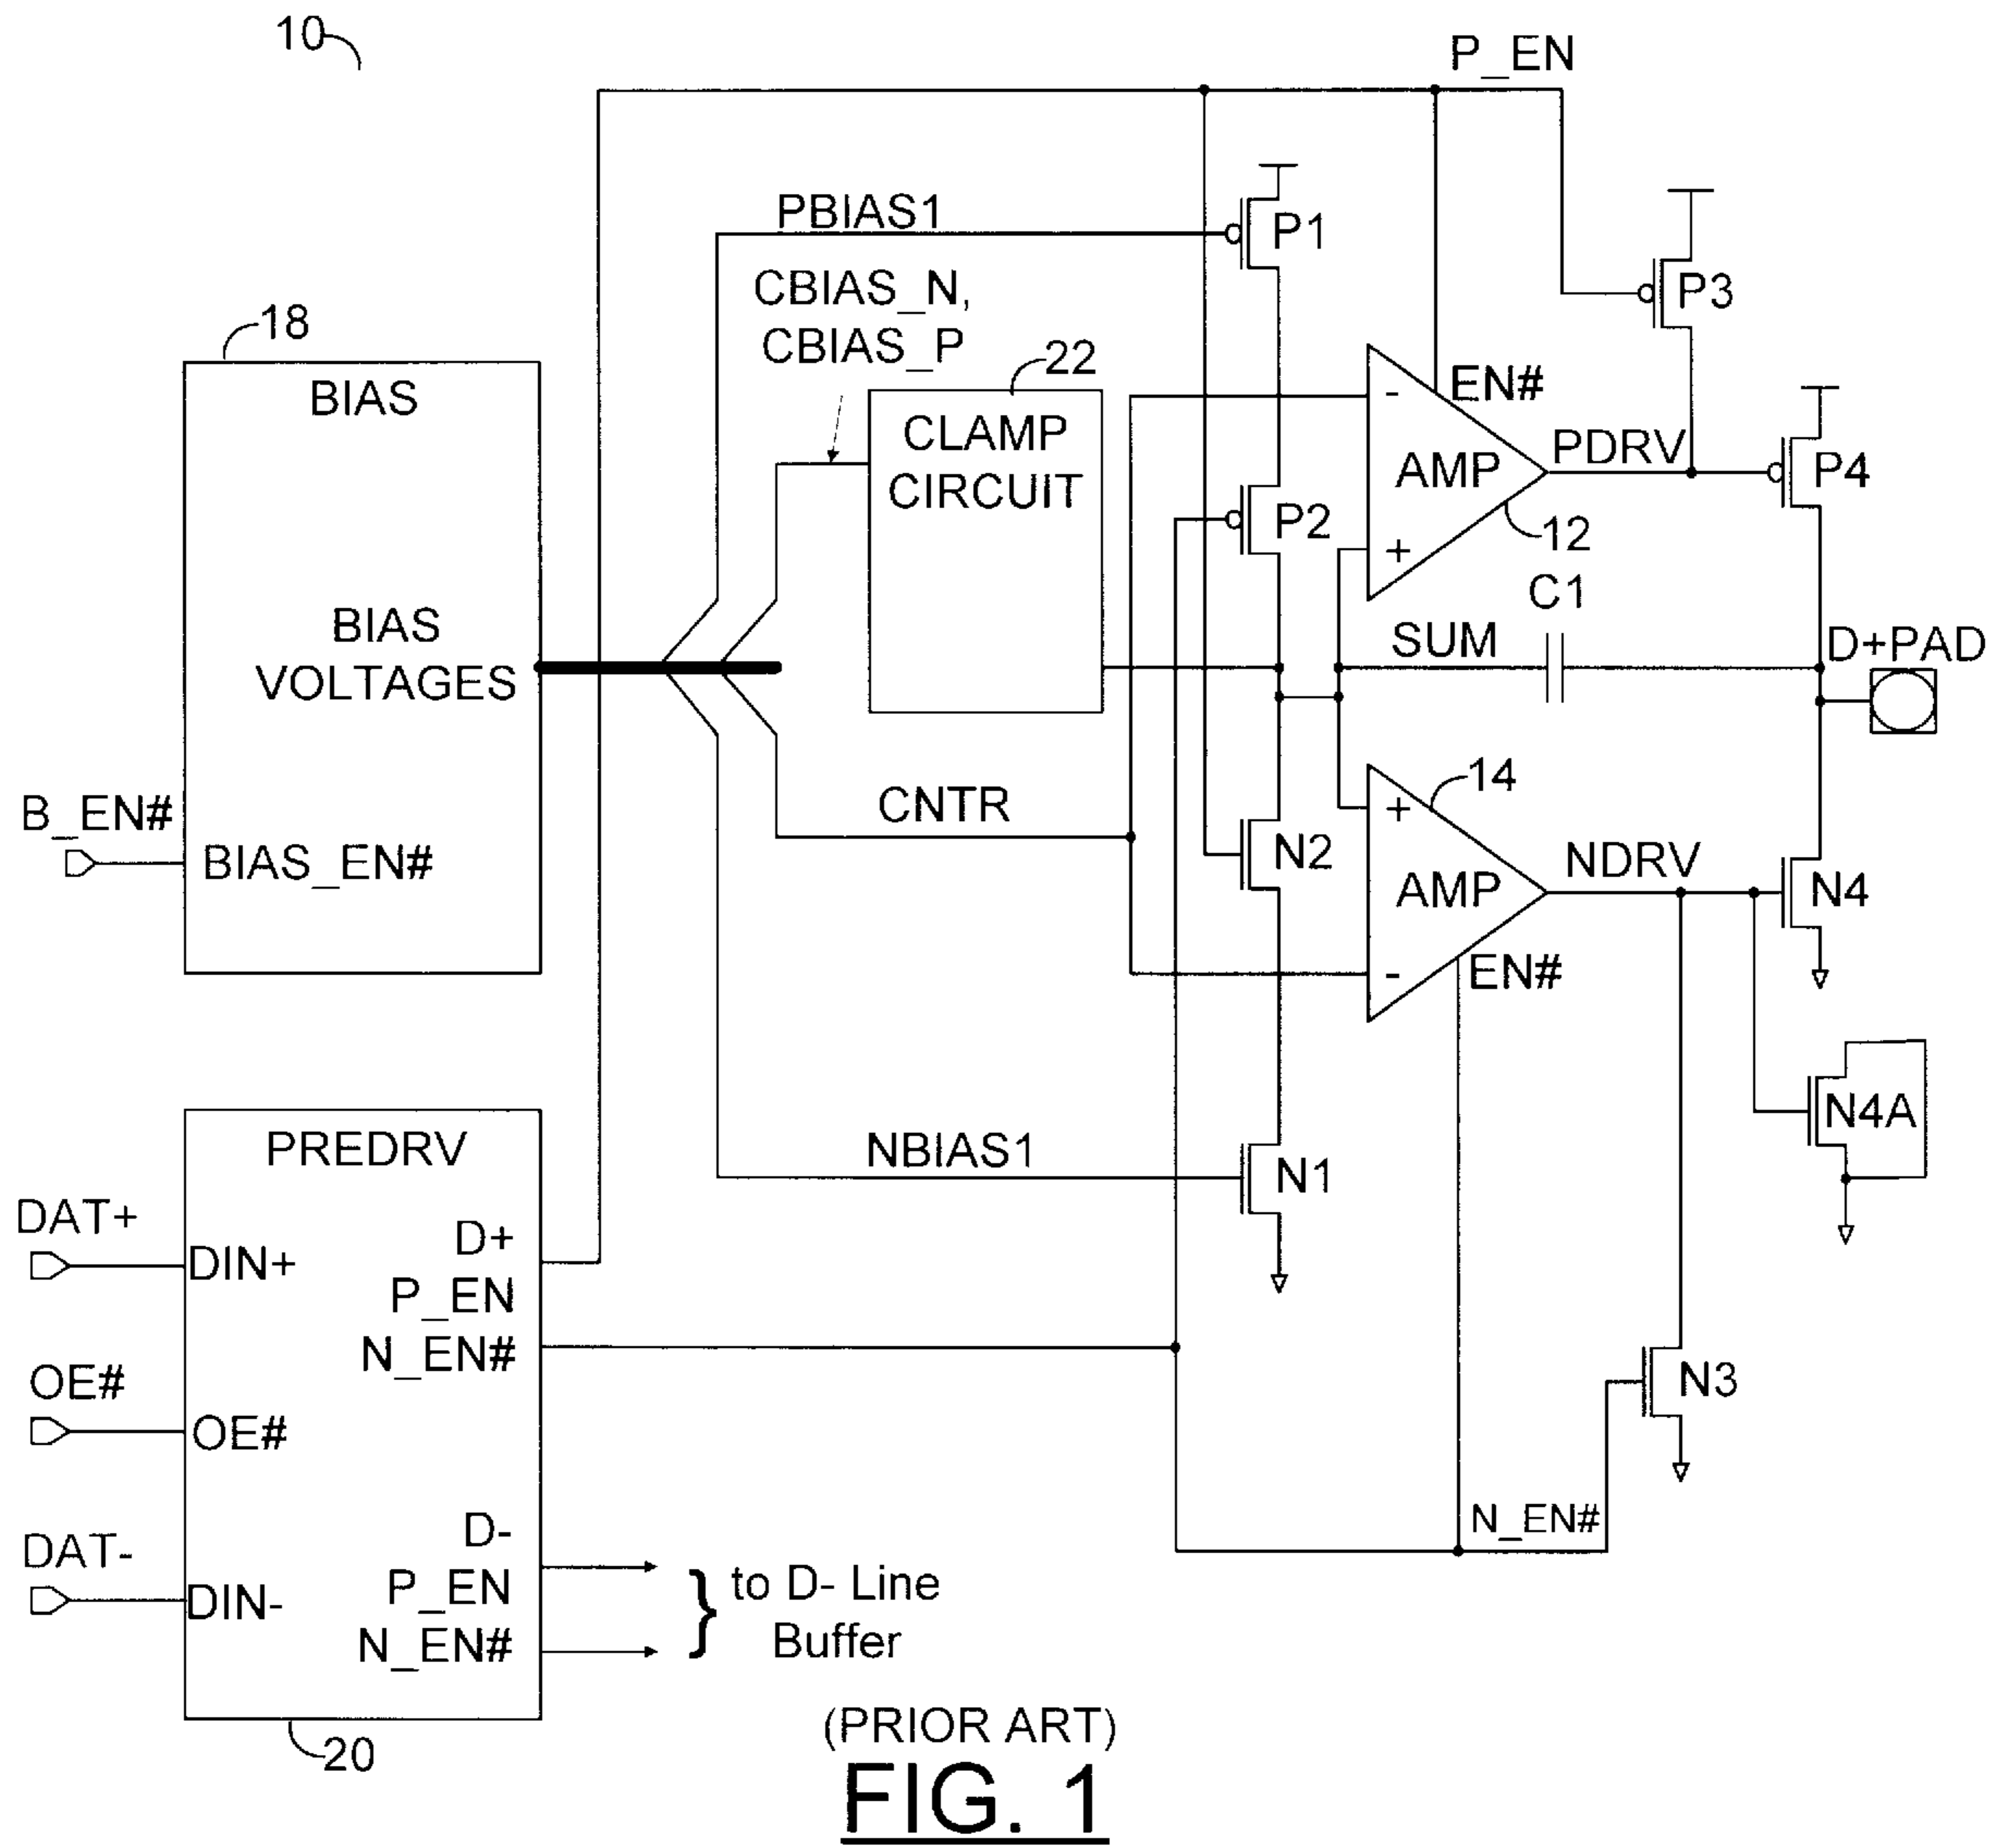 10
P_EN
PBIAS1
P1
CBIAS_N,
CBIAS_P
P3
18
22
BIAS
CLAMP
CIRCUIT
-
EN#
AMP
PDRV
P4
P2
+
12
C1
BIAS
VOLTAGES
SUM
D+PAD
14
B_EN#
BIAS_EN#
CNTR
+
N2
AMP
NDRV
N4
-
EN#
N4A
PREDRV
NBIAS1
N1
DAT+
DIN+
D+
P_EN
N_EN#
OE#
OE#
N3
N_EN#
DAT-
DIN-
D-
P_EN
N_EN#
} to D- Line
Buffer
20
(PRIOR ART)
FIG. 1